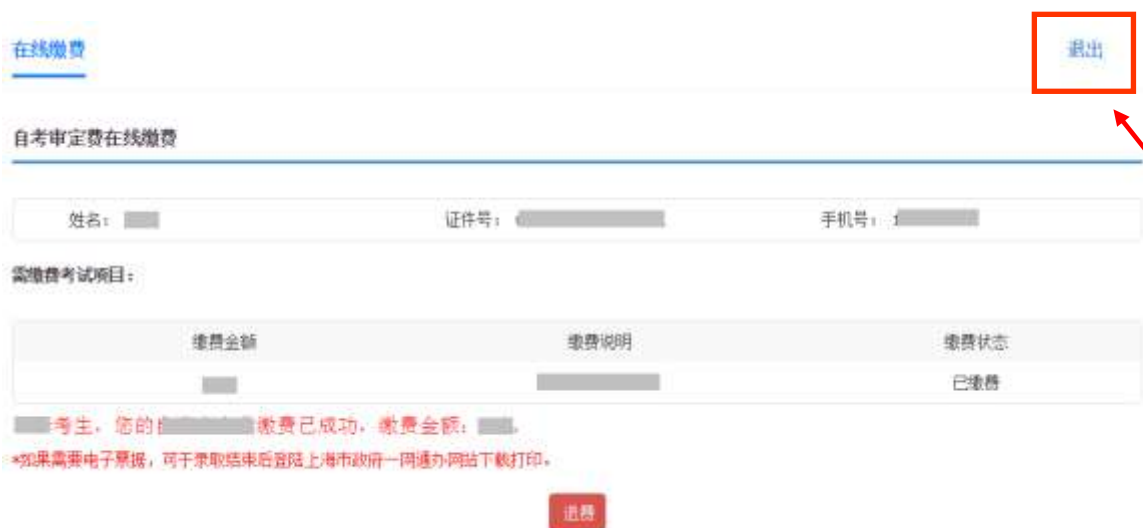 在线缴费
退出
自考审定费在线缴费
姓名：
证件号：
手机号：
需缴费考试项目：
缴费金额 缴费说明 缴费状态
已缴费
考生，您的 缴费已成功，缴费金额： 。
*如果需要电子票据，可于录取结束后登陆上海市政府一网通办网站下载打印。
退费